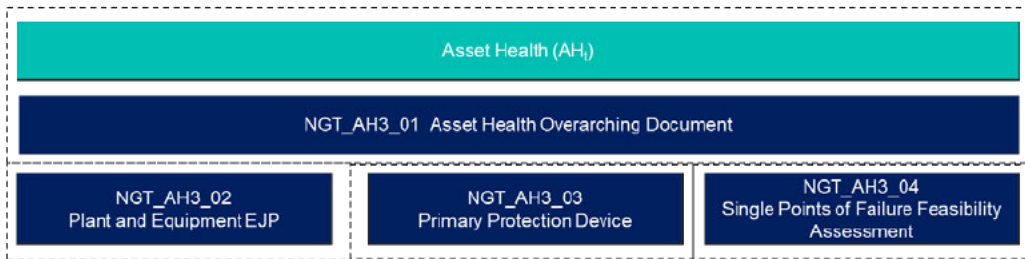 Asset Health (AHt)
NGT_AH3_01 Asset Health Overarching Document
NGT_AH3_02
Plant and Equipment EJP
NGT_AH3_03
Primary Protection Device
NGT_AH3_04
Single Points of Failure Feasibility
Assessment